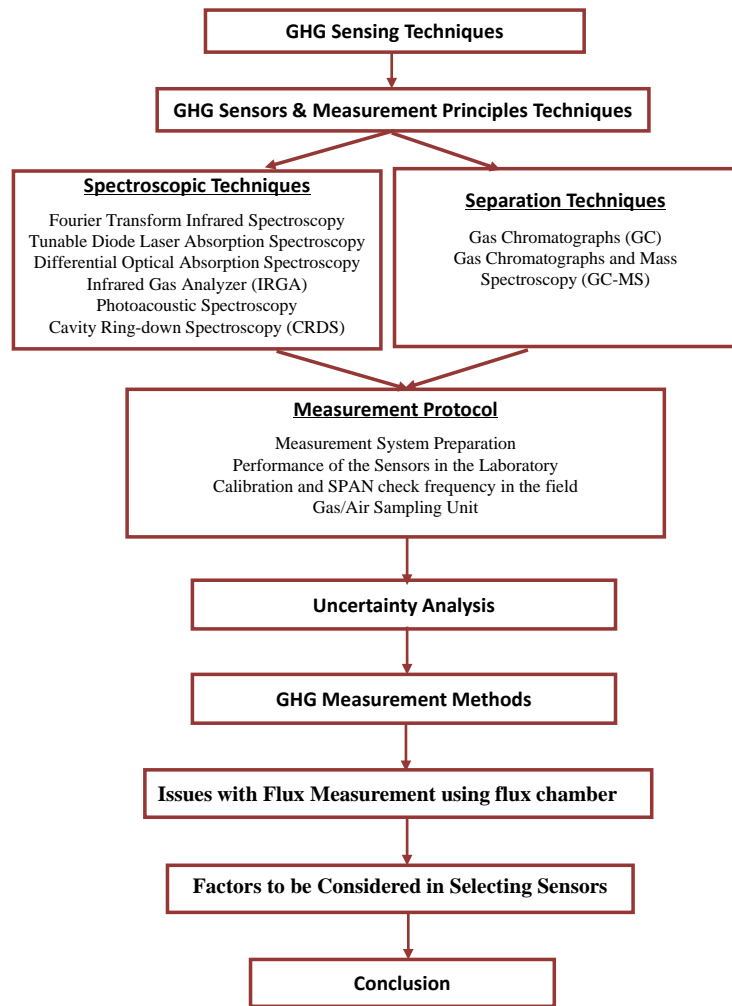 GHG Sensing Techniques
GHG Sensors & Measurement Principles Techniques
Spectroscopic Techniques
Fourier Transform Infrared Spectroscopy
Tunable Diode Laser Absorption Spectroscopy
Differential Optical Absorption Spectroscopy
Infrared Gas Analyzer (IRGA)
Photoacoustic Spectroscopy
Cavity Ring-down Spectroscopy (CRDS)
Separation Techniques
Gas Chromatographs (GC)
Gas Chromatographs and Mass
Spectroscopy (GC-MS)
Measurement Protocol
Measurement System Preparation
Performance of the Sensors in the Laboratory
Calibration and SPAN check frequency in the field
Gas/Air Sampling Unit
Uncertainty Analysis
GHG Measurement Methods
Issues with Flux Measurement using flux chamber
Factors to be Considered in Selecting Sensors
Conclusion